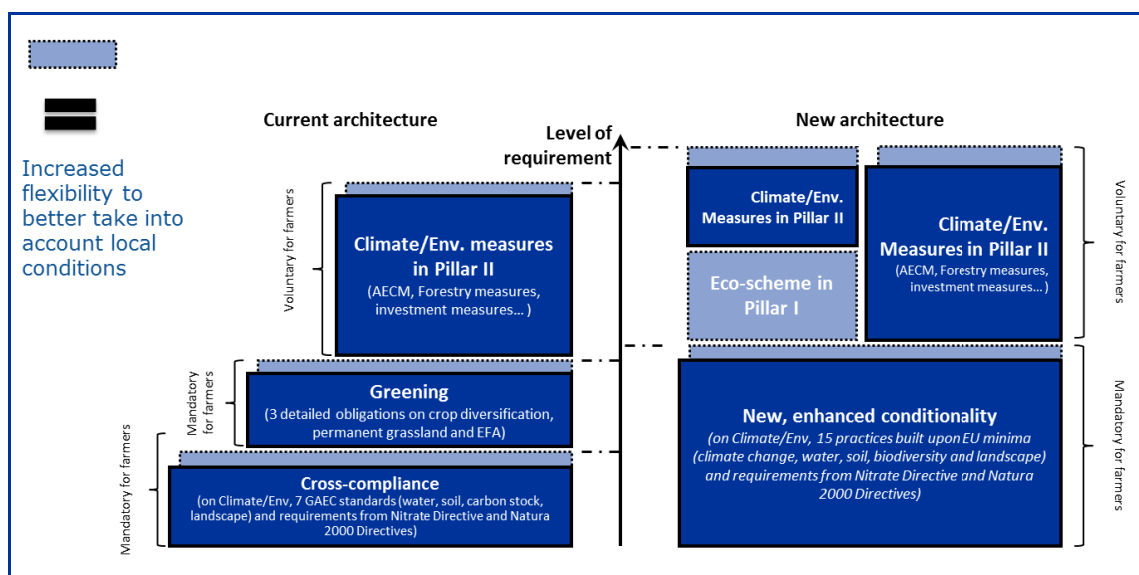 Increased
flexibility to
better take into
account local
conditions
Current architecture
Level of
requirement
New architecture
Voluntary for farmers
Climate/Env. measures
in Pillar II
(AECM, Forestry measures,
investment measures... )
Mandatory
for farmers
Greening
(3 detailed obligations on crop diversification,
permanent grassland and EFA)
Mandatory for farmers
Cross-compliance
(on Climate/Env, 7 GAEC standards (water, soil, carbon stock,
landscape) and requirements from Nitrate Directive and Natura
2000 Directives)
Climate/Env.
Measures in Pillar II
Eco-scheme in
Pillar I
Climate/Env.
Measures in Pillar II
(AECM, Forestry measures,
investment measures... )
Voluntary for farmers
New, enhanced conditionality
(on Climate/Env, 15 practices built upon EU minima
(climate change, water, soil, biodiversity and landscape)
and requirements from Nitrate Directive and Natura
2000 Directives)
Mandatory for farmers